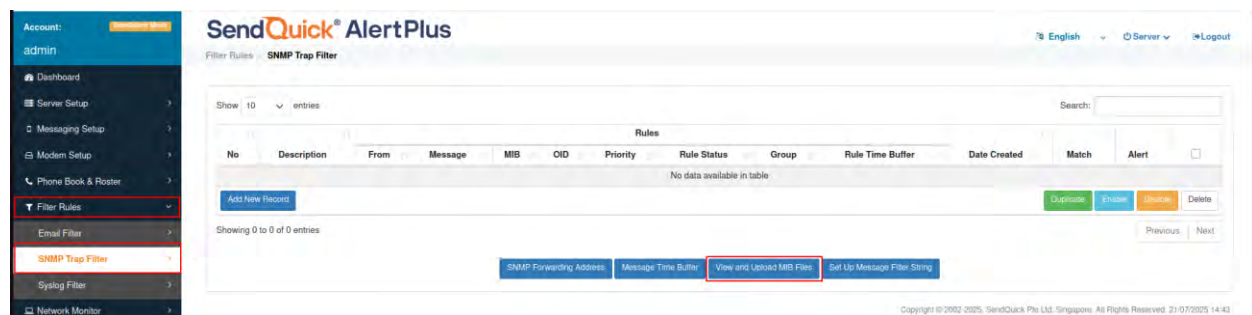 Account: Standalone Mode
admin
SendQuick® AlertPlus
English Server Logout
Filter Rules SNMP Trap Filter
Dashboard
Server Setup
Messaging Setup
Modem Setup
Phone Book & Roster
Filter Rules
Email Filter
SNMP Trap Filter
Syslog Filter
Network Monitor
Show 10 entries Search:
Rules
No Description From Message MIB OID Priority Rule Status Group Rule Time Buffer Date Created Match Alert
No data available in table
Add New Record Duplicate Enable Disable Delete
Showing 0 to 0 of 0 entries Previous Next
SNMP Forwarding Address Message Time Buffer View and Upload MIB Files Set Up Message Filter String
Copyright © 2002-2025, SendQuick Pte Ltd, Singapore. All Rights Reserved. 21/07/2025 14:43